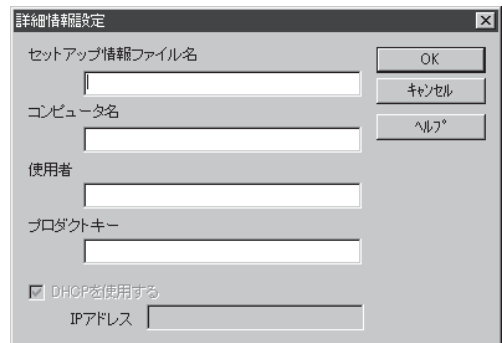 詳細情報設定
セットアップ情報ファイル名
OK
キャンセル
コンピュータ名
ヘルプ
使用者
プロダクトキー
DHCPを使用する
IPアドレス